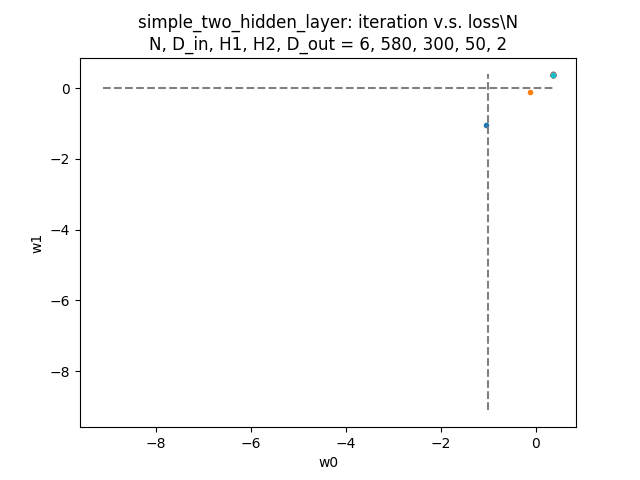 simple_two_hidden_layer: iteration v.s. loss\N
N, D_in, H1, H2, D_out = 6, 580, 300, 50, 2
0
−2
−4
−6
−8
w1
−8
−6
−4
−2
0
w0